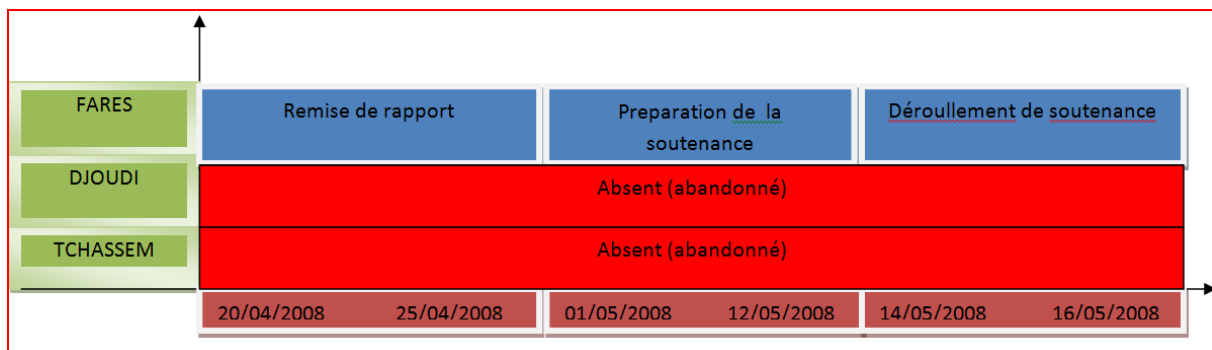 FARES
Remise de rapport
Preparation de la
soutenance
Déroullement de soutenance
DJOUDI
Absent (abandonné)
TCHASSEM
Absent (abandonné)
20/04/2008 25/04/2008
01/05/2008 12/05/2008
14/05/2008 16/05/2008